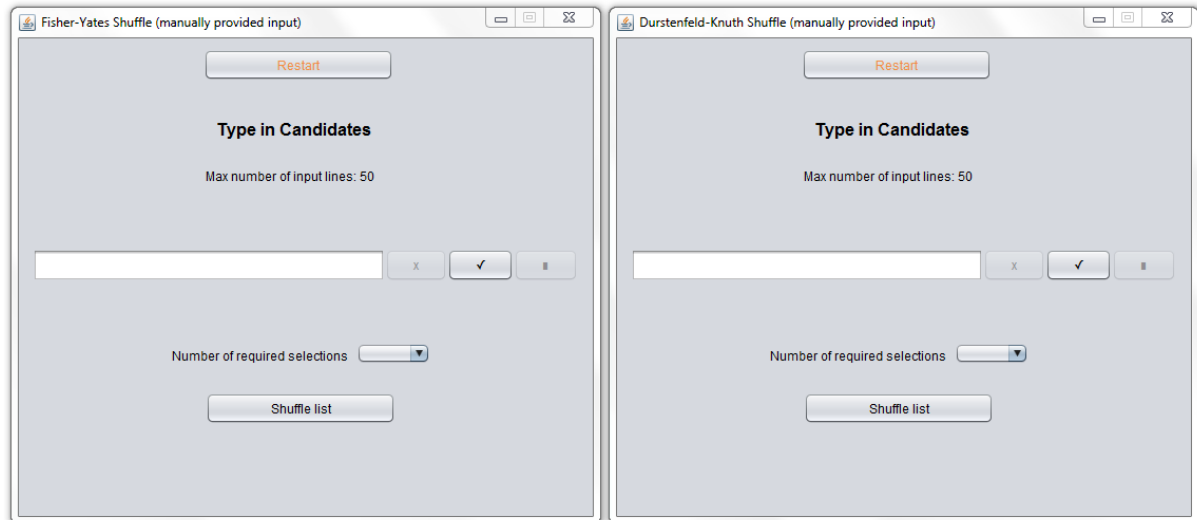 Fisher-Yates Shuffle (manually provided input)
Restart
Type in Candidates
Max number of input lines: 50
x
✓
Number of required selections
Shuffle list
Durstenfeld-Knuth Shuffle (manually provided input)
Restart
Type in Candidates
Max number of input lines: 50
x
✓
Number of required selections
Shuffle list